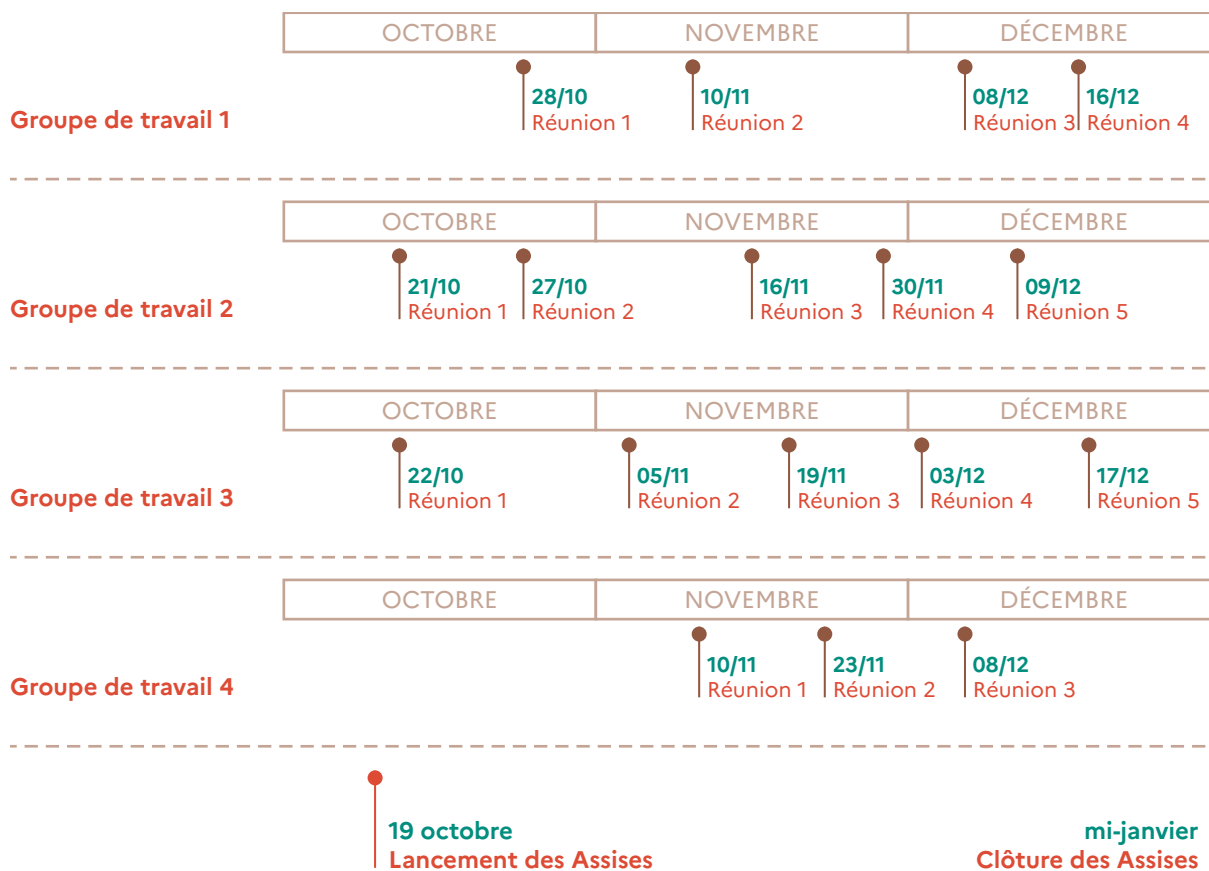 OCTOBRE NOVEMBRE DÉCEMBRE
28/10 10/11 08/12 16/12
Groupe de travail 1 Réunion 1 Réunion 2 Réunion 3 Réunion 4
OCTOBRE NOVEMBRE DÉCEMBRE
21/10 27/10 16/11 30/11 09/12
Groupe de travail 2 Réunion 1 Réunion 2 Réunion 3 Réunion 4 Réunion 5
OCTOBRE NOVEMBRE DÉCEMBRE
22/10 05/11 19/11 03/12 17/12
Groupe de travail 3 Réunion 1 Réunion 2 Réunion 3 Réunion 4 Réunion 5
OCTOBRE NOVEMBRE DÉCEMBRE
10/11 23/11 08/12
Groupe de travail 4 Réunion 1 Réunion 2 Réunion 3
19 octobre mi-janvier
Lancement des Assises Clôture des Assises